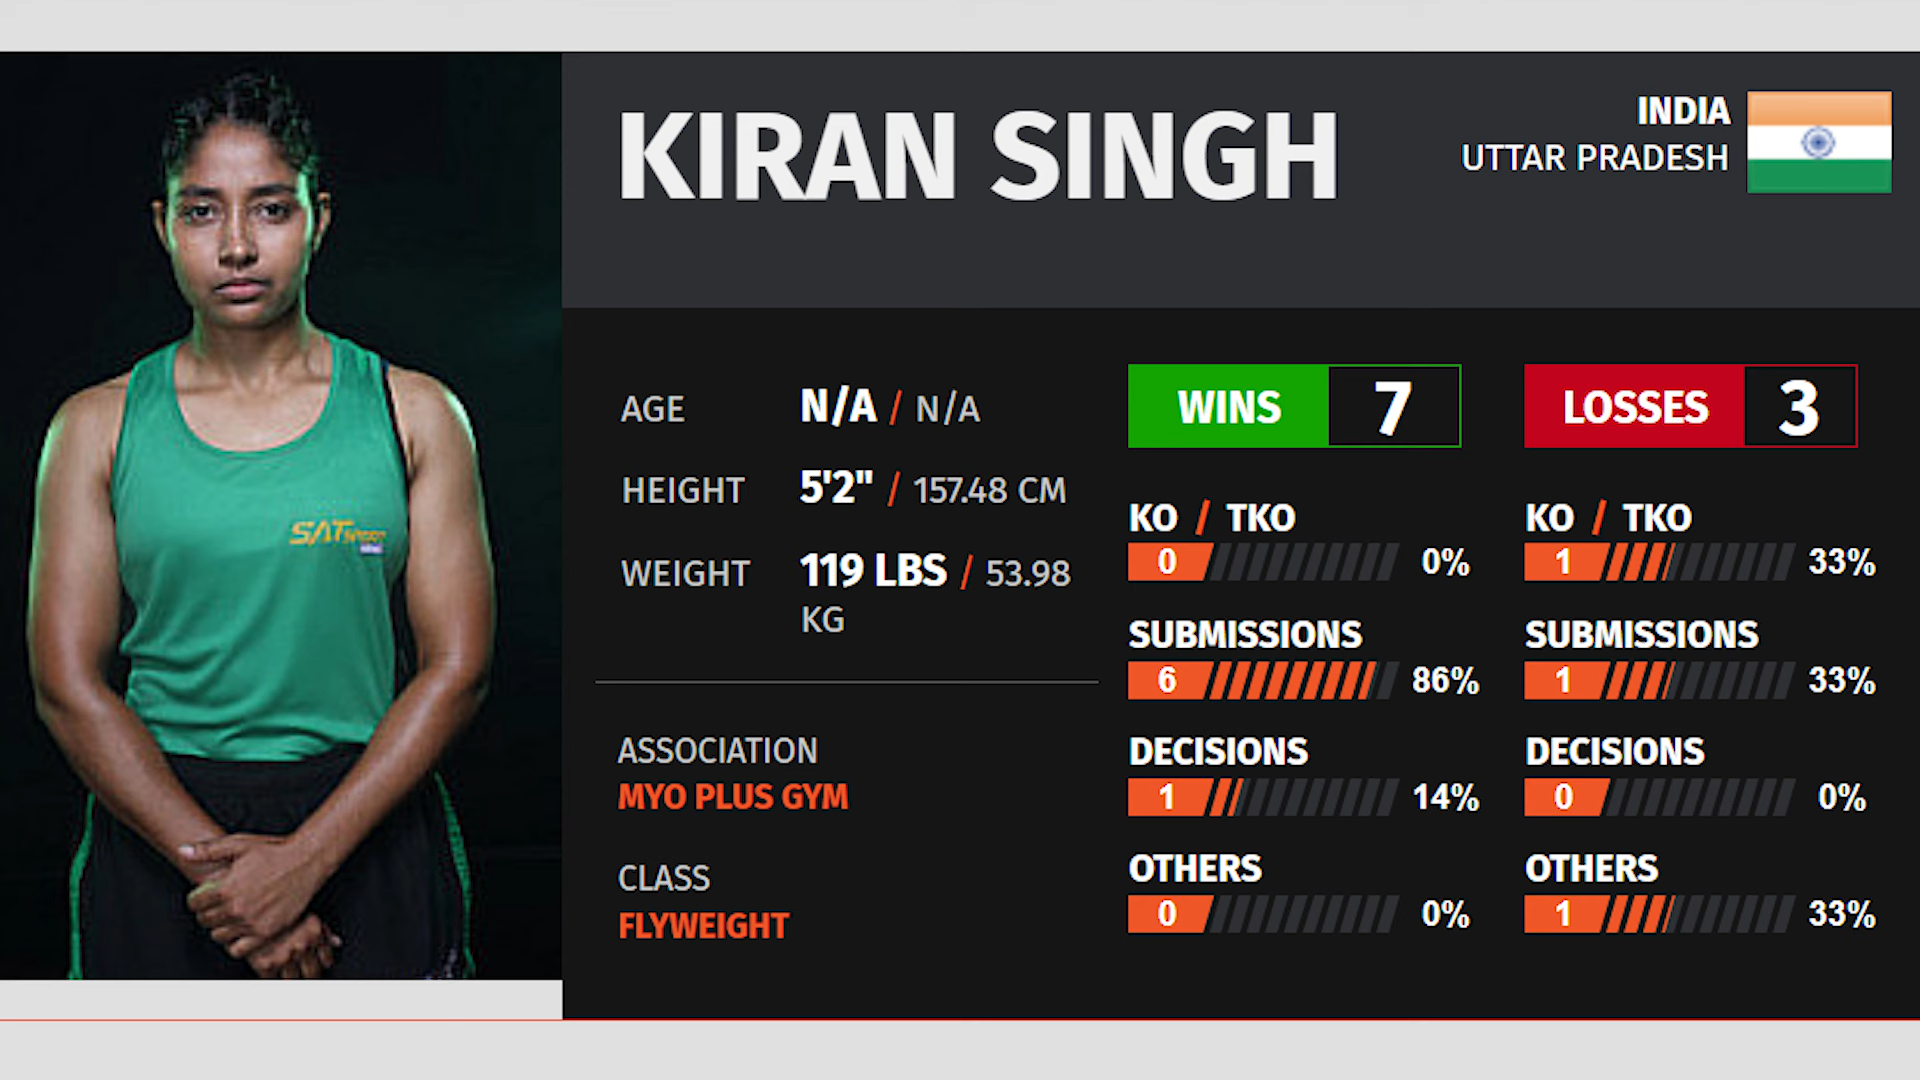 KIRAN SINGH
INDIA
UTTAR PRADESH
AGE N/A / N/A
HEIGHT 5'2" / 157.48 CM
WEIGHT 119 LBS / 53.98
KG
ASSOCIATION
MYO PLUS GYM
CLASS
FLYWEIGHT
WINS 7
KO / TKO
0 0%
SUBMISSIONS
6 86%
DECISIONS
1 14%
OTHERS
0 0%
LOSSES 3
KO / TKO
1 33%
SUBMISSIONS
1 33%
DECISIONS
0 0%
OTHERS
1 33%
SATSPORT